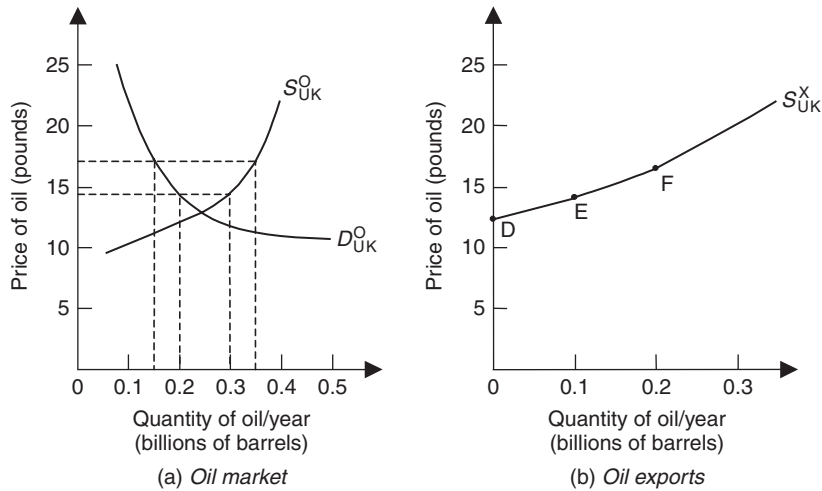 Price of oil (pounds)
25
20
15
10
5
0
0.1
0.2
0.3
0.4
0.5
S^O_UK
D^O_UK
Quantity of oil/year
(billions of barrels)
(a) Oil market
Price of oil (pounds)
25
20
15
10
5
0
0.1
0.2
0.3
S^X_UK
D
E
F
Quantity of oil/year
(billions of barrels)
(b) Oil exports